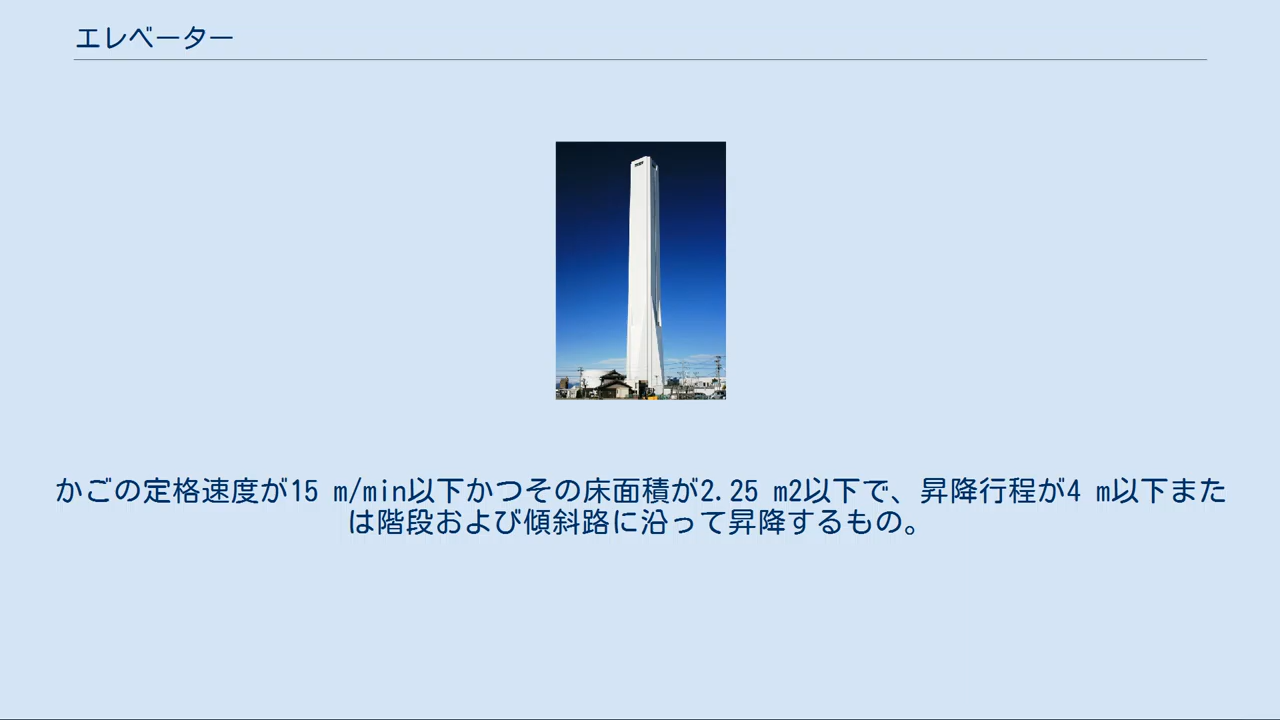 エレベーター
かごの定格速度が15 m/min以下かつその床面積が2.25 m2以下で、昇降行程が4 m以下また
は階段および傾斜路に沿って昇降するもの。